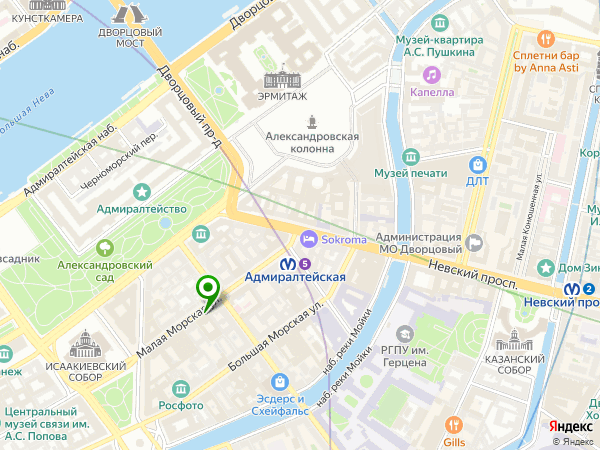 КУНСТКАМЕРА
ДВОРЦОВЫЙ
МОСТ
Дворцовая наб.
Музей-квартира
А.С. Пушкина
Сплетни бар
by Anna Asti
Большая Нева
Дворцовый пр-д
ЭРМИТАЖ
Капелла
Адмиралтейская наб.
Черноморский пер.
Александровская
колонна
Музей печати
ДЛТ
Малая Конюшенная ул.
Адмиралтейство
Александровский
сад
Sokroma
5
Адмиралтейская
Администрация
МО Дворцовый
Невский просп.
Дом Зин
2
Невский про
Малая Морская
Большая Морская ул.
наб. реки Мойки
наб. реки Мойки
РГПУ им.
Герцена
КАЗАНСКИЙ
СОБОР
ИСААКИЕВСКИЙ
СОБОР
Росфото
Эсдерс и
Схейфальс
Центральный
музей связи им.
А.С. Попова
Gills
Яндекс
© Яндекс